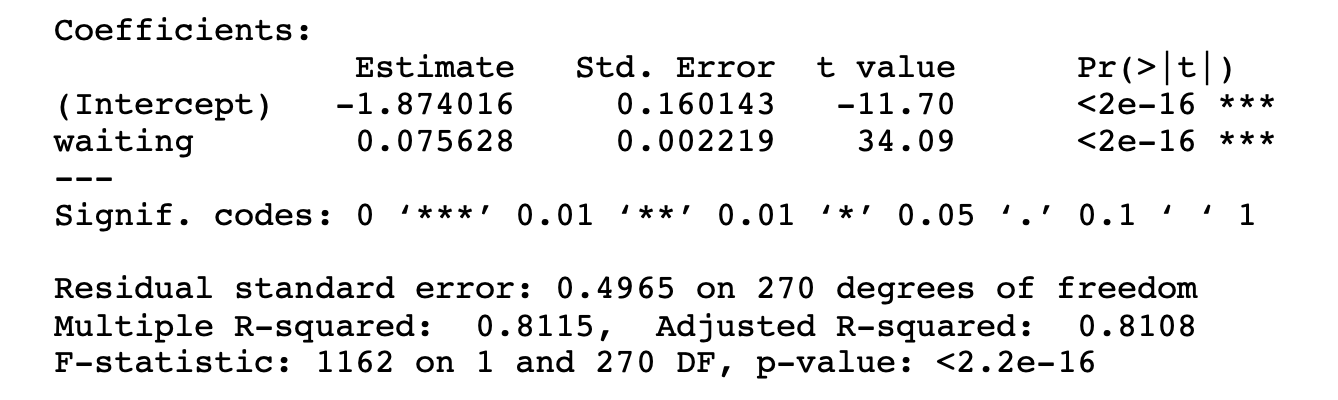 Coefficients:
Estimate Std. Error t value Pr(>|t|)
(Intercept) -1.874016 0.160143 -11.70 <2e-16 ***
waiting 0.075628 0.002219 34.09 <2e-16 ***
---
Signif. codes: 0 ‘***’ 0.01 ‘**’ 0.01 ‘*’ 0.05 ‘.’ 0.1 ‘ ‘ 1
Residual standard error: 0.4965 on 270 degrees of freedom
Multiple R-squared: 0.8115, Adjusted R-squared: 0.8108
F-statistic: 1162 on 1 and 270 DF, p-value: <2.2e-16